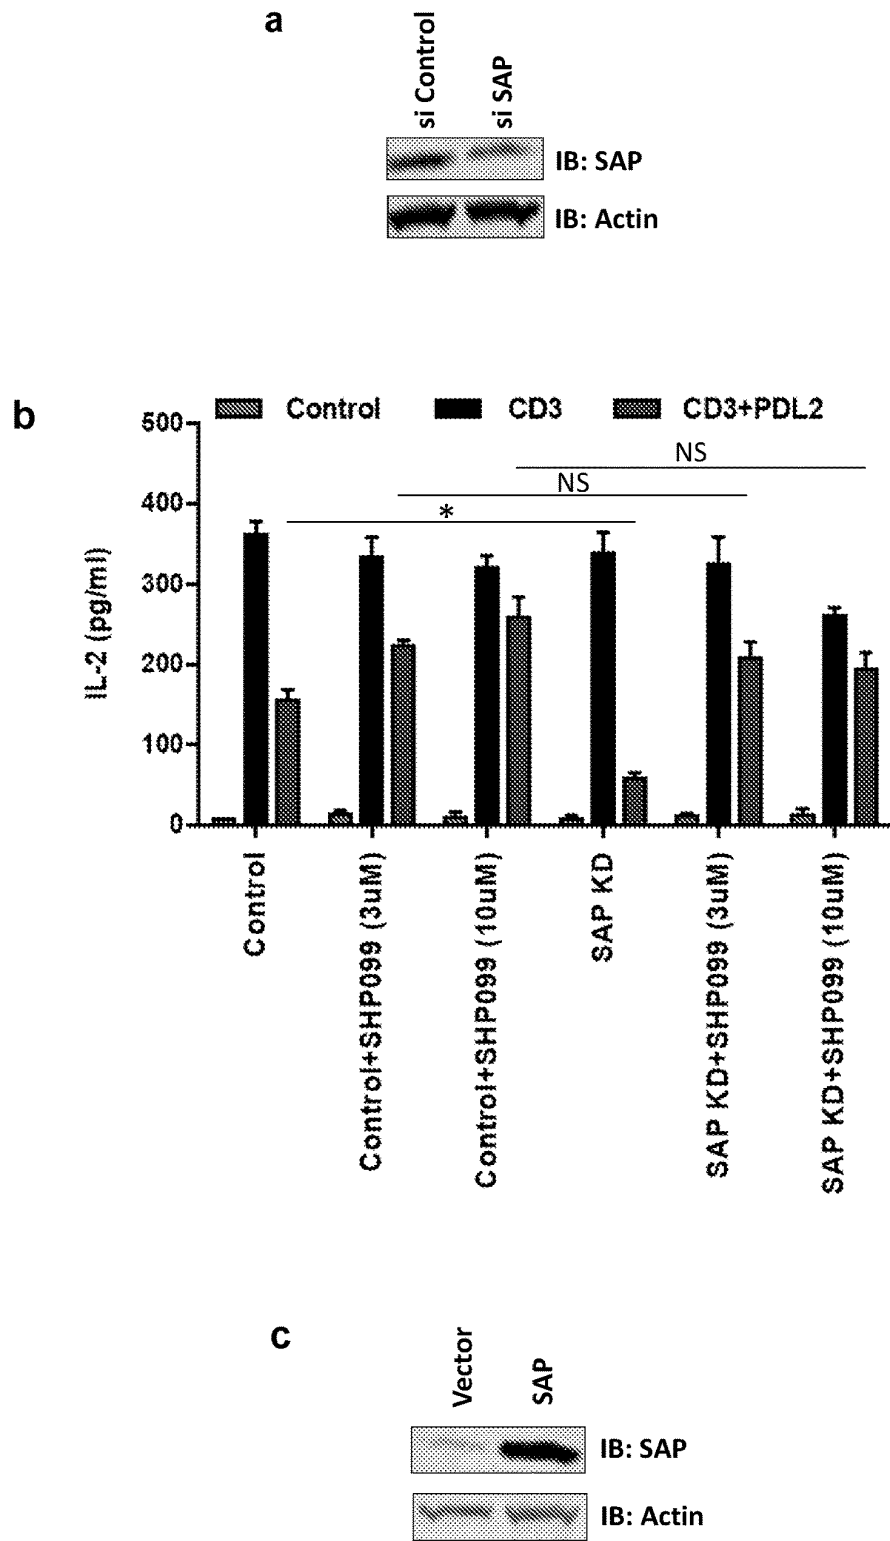 a
si Control
si SAP
IB: SAP
IB: Actin
b
Control CD3 CD3+PDL2
IL-2 (pg/ml)
500
400
300
200
100
0
NS
NS
*
Control
Control+SHP099 (3uM)
Control+SHP099 (10uM)
SAP KD
SAP KD+SHP099 (3uM)
SAP KD+SHP099 (10uM)
c
Vector
SAP
IB: SAP
IB: Actin